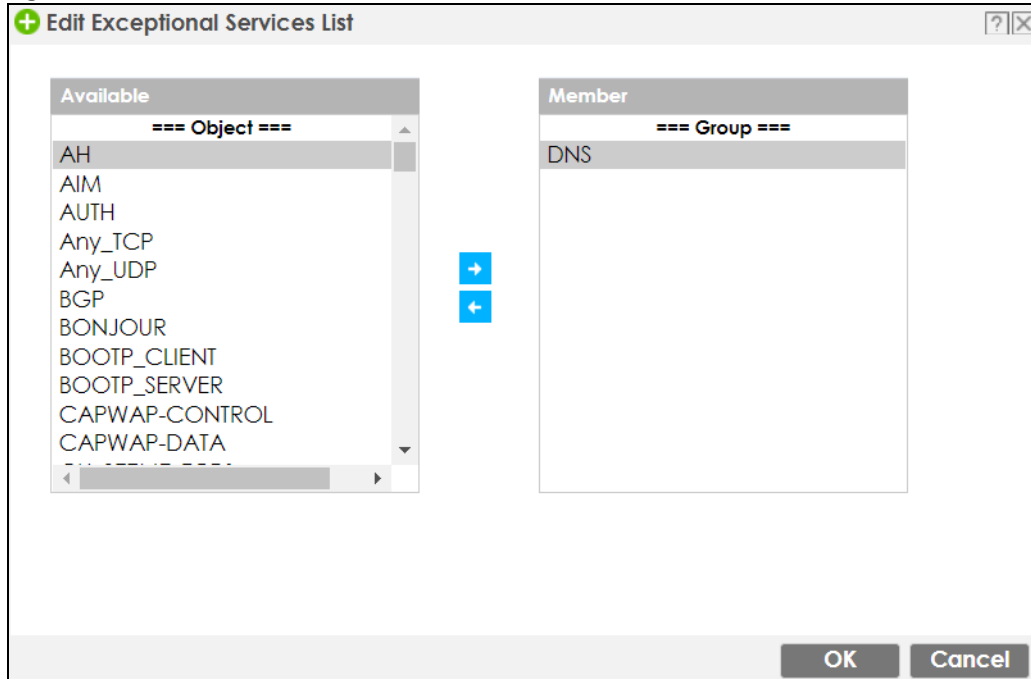 Edit Exceptional Services List
?
Available
=== Object ===
AH
AIM
AUTH
Any_TCP
Any_UDP
BGP
BONJOUR
BOOTP_CLIENT
BOOTP_SERVER
CAPWAP-CONTROL
CAPWAP-DATA
Member
=== Group ===
DNS
OK
Cancel